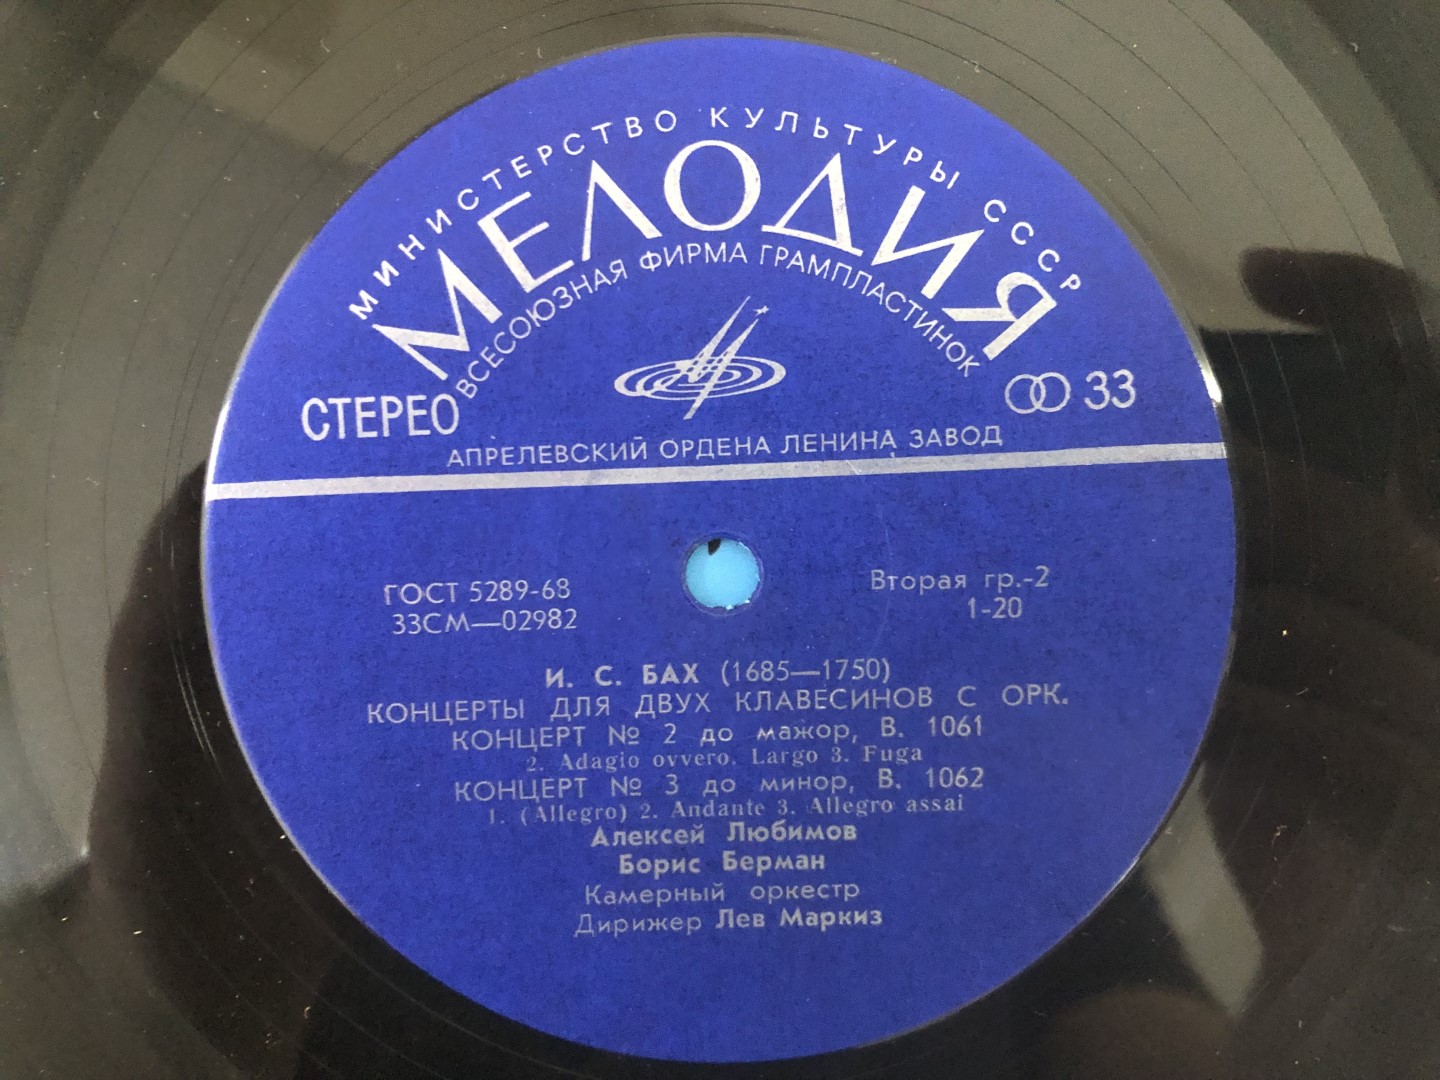 МИНИСТЕРСТВО КУЛЬТУРЫ СССР
МЕЛОДИЯ
ВСЕСОЮЗНАЯ ФИРМА ГРАМПЛАСТИНОК
СТЕРЕО
33
АПРЕЛЕВСКИЙ ОРДЕНА ЛЕНИНА ЗАВОД
ГОСТ 5289-68
Вторая гр.-2
33СМ—02982
1-20
И. С. БАХ (1685—1750)
КОНЦЕРТЫ ДЛЯ ДВУХ КЛАВЕСИНОВ С ОРК.
КОНЦЕРТ № 2 до мажор, В. 1061
2. Adagio ovvero. Largo 3. Fuga
КОНЦЕРТ № 3 до минор, В. 1062
1. (Allegro) 2. Andante 3. Allegro assai
Алексей Любимов
Борис Берман
Камерный оркестр
Дирижер Лев Маркиз